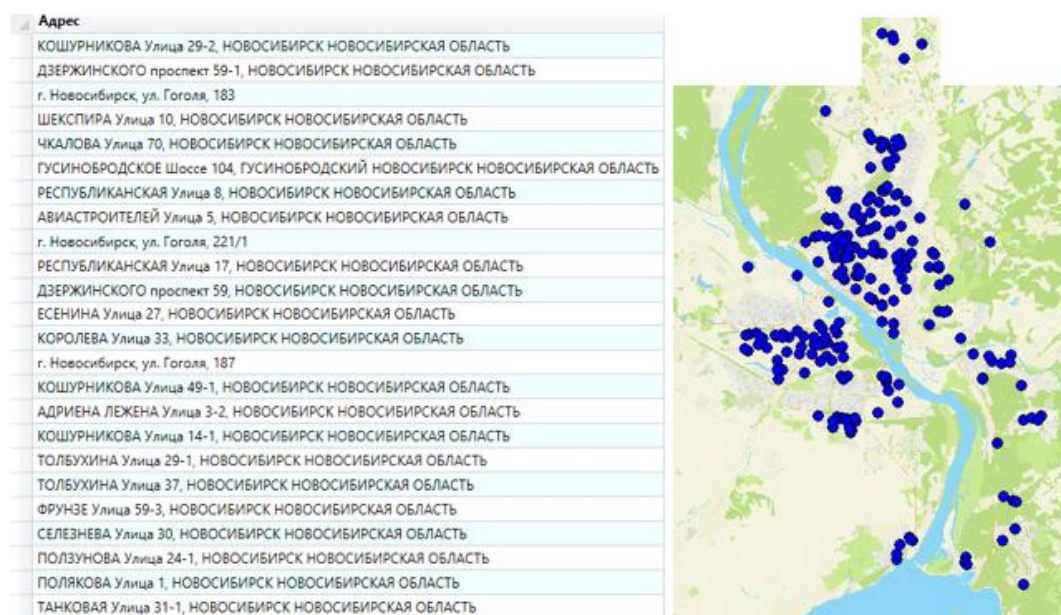 Адрес
КОШУРНИКОВА Улица 29-2, НОВОСИБИРСК НОВОСИБИРСКАЯ ОБЛАСТЬ
ДЗЕРЖИНСКОГО проспект 59-1, НОВОСИБИРСК НОВОСИБИРСКАЯ ОБЛАСТЬ
г. Новосибирск, ул. Гоголя, 183
ШЕКСПИРА Улица 10, НОВОСИБИРСК НОВОСИБИРСКАЯ ОБЛАСТЬ
ЧКАЛОВА Улица 70, НОВОСИБИРСК НОВОСИБИРСКАЯ ОБЛАСТЬ
ГУСИНОБРОДСКОЕ Шоссе 104, ГУСИНОБРОДСКИЙ НОВОСИБИРСК НОВОСИБИРСКАЯ ОБЛАСТЬ
РЕСПУБЛИКАНСКАЯ Улица 8, НОВОСИБИРСК НОВОСИБИРСКАЯ ОБЛАСТЬ
АВИАСТРОИТЕЛЕЙ Улица 5, НОВОСИБИРСК НОВОСИБИРСКАЯ ОБЛАСТЬ
г. Новосибирск, ул. Гоголя, 221/1
РЕСПУБЛИКАНСКАЯ Улица 17, НОВОСИБИРСК НОВОСИБИРСКАЯ ОБЛАСТЬ
ДЗЕРЖИНСКОГО проспект 59, НОВОСИБИРСК НОВОСИБИРСКАЯ ОБЛАСТЬ
ЕСЕНИНА Улица 27, НОВОСИБИРСК НОВОСИБИРСКАЯ ОБЛАСТЬ
КОРОЛЕВА Улица 33, НОВОСИБИРСК НОВОСИБИРСКАЯ ОБЛАСТЬ
г. Новосибирск, ул. Гоголя, 187
КОШУРНИКОВА Улица 49-1, НОВОСИБИРСК НОВОСИБИРСКАЯ ОБЛАСТЬ
АДРИЕНА ЛЕЖЕНА Улица 3-2, НОВОСИБИРСК НОВОСИБИРСКАЯ ОБЛАСТЬ
КОШУРНИКОВА Улица 14-1, НОВОСИБИРСК НОВОСИБИРСКАЯ ОБЛАСТЬ
ТОЛБУХИНА Улица 29-1, НОВОСИБИРСК НОВОСИБИРСКАЯ ОБЛАСТЬ
ТОЛБУХИНА Улица 37, НОВОСИБИРСК НОВОСИБИРСКАЯ ОБЛАСТЬ
ФРУНЗЕ Улица 59-3, НОВОСИБИРСК НОВОСИБИРСКАЯ ОБЛАСТЬ
СЕЛЕЗНЕВА Улица 30, НОВОСИБИРСК НОВОСИБИРСКАЯ ОБЛАСТЬ
ПОЛЗУНОВА Улица 24-1, НОВОСИБИРСК НОВОСИБИРСКАЯ ОБЛАСТЬ
ПОЛЯКОВА Улица 1, НОВОСИБИРСК НОВОСИБИРСКАЯ ОБЛАСТЬ
ТАНКОВАЯ Улица 31-1, НОВОСИБИРСК НОВОСИБИРСКАЯ ОБЛАСТЬ